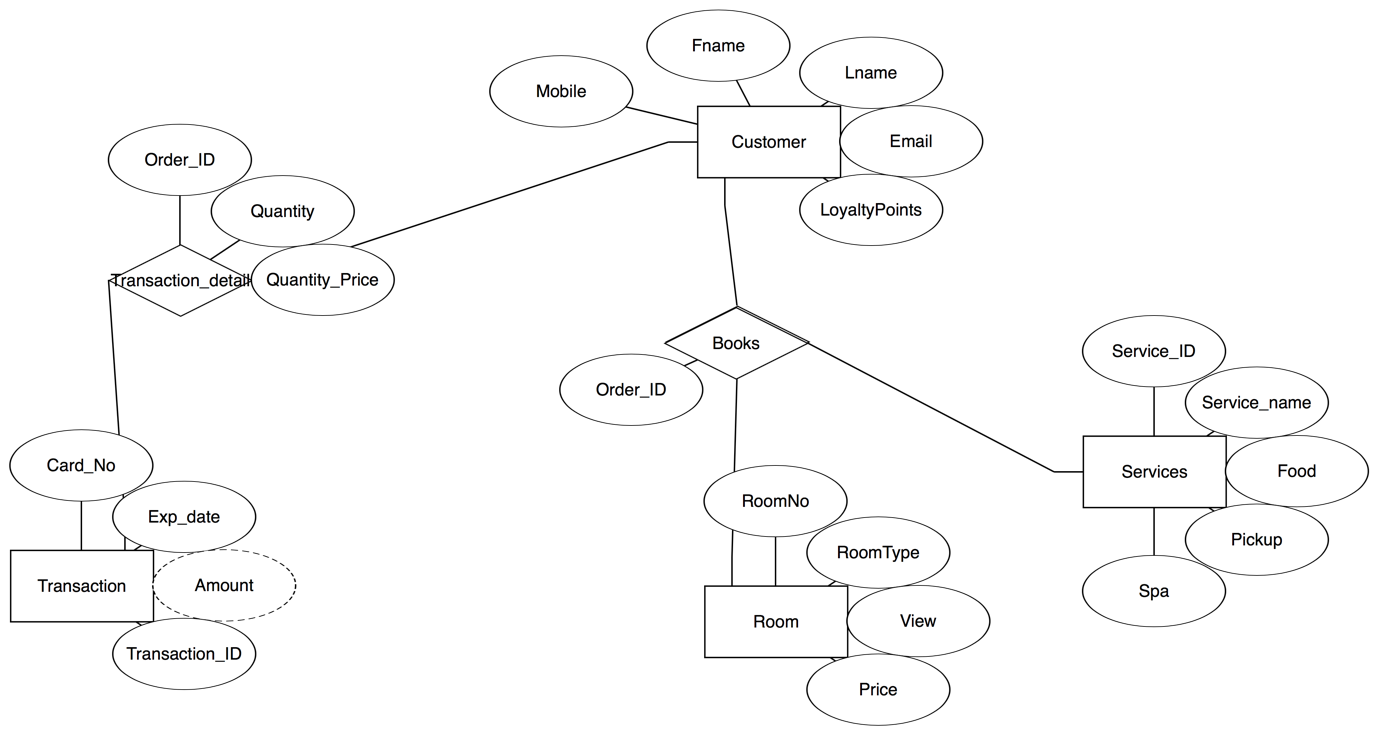 Fname
Lname
Mobile
Customer
Email
Order_ID
Quantity
LoyaltyPoints
Transaction_detail
Quantity_Price
Books
Service_ID
Order_ID
Service_name
Card_No
Services
Food
RoomNo
Exp_date
Pickup
RoomType
Transaction
Amount
Spa
Room
View
Transaction_ID
Price